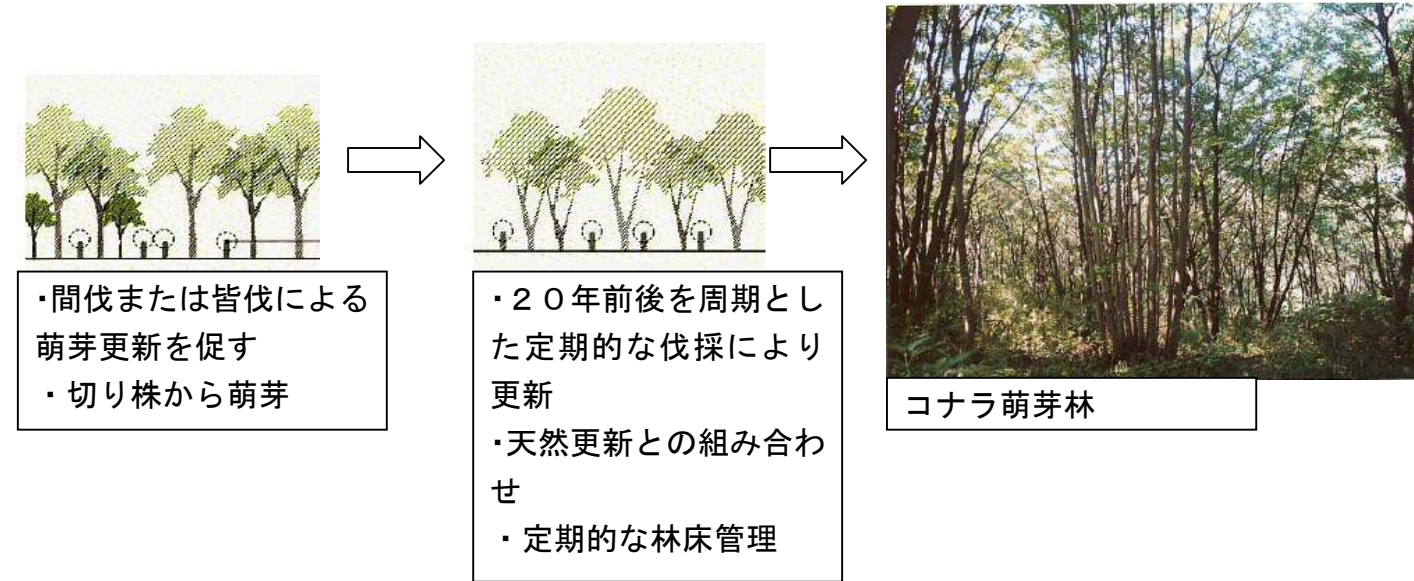 ・間伐または皆伐による
萌芽更新を促す
・切り株から萌芽
・２０年前後を周期とし
た定期的な伐採により
更新
・天然更新との組み合わ
せ
・定期的な林床管理
コナラ萌芽林